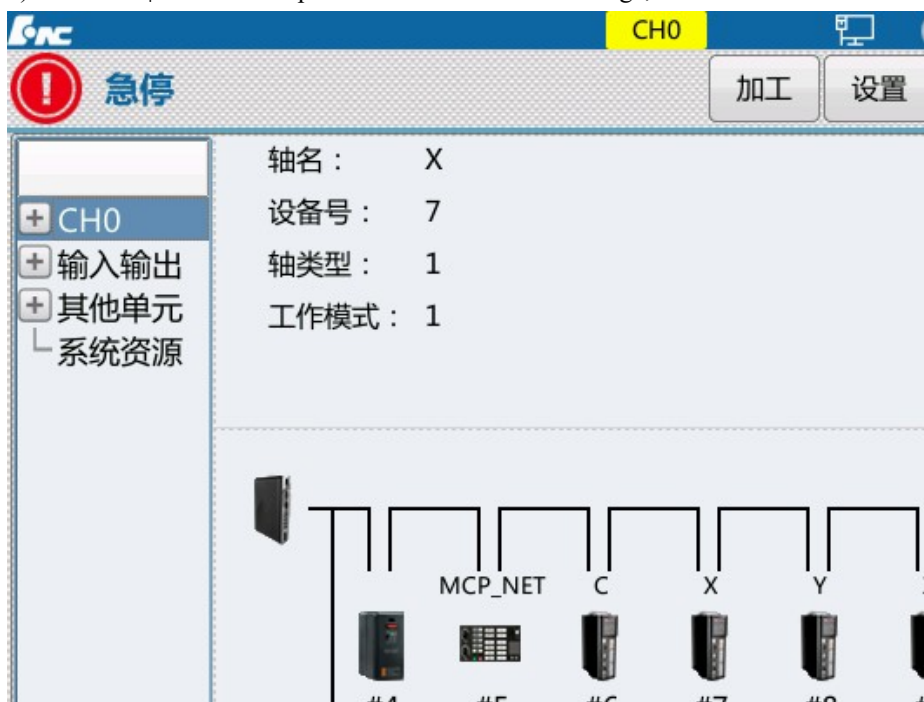 HNC
CH0
急停
加工 设置
轴名： X
设备号： 7
轴类型： 1
工作模式： 1
CH0
输入输出
其他单元
系统资源
MCP_NET C X Y